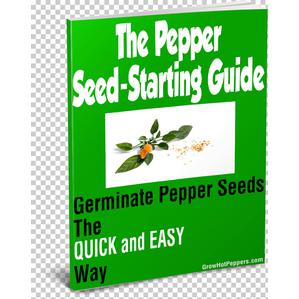 The Pepper
Seed-Starting Guide
Germinate Pepper Seeds
The
QUICK and EASY
Way
GrowHotPeppers.com